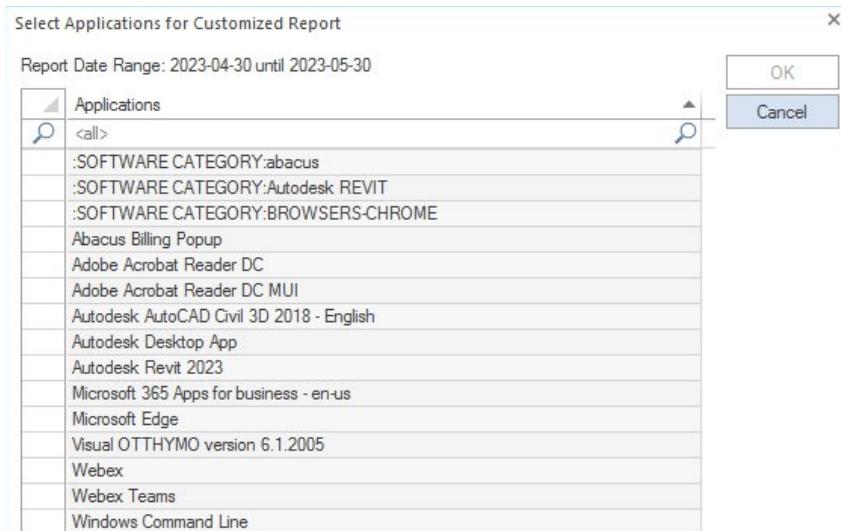 Select Applications for Customized Report
Report Date Range: 2023-04-30 until 2023-05-30
OK
Applications
Cancel
<all>
:SOFTWARE CATEGORY:abacus
:SOFTWARE CATEGORY:Autodesk REVIT
:SOFTWARE CATEGORY:BROWSERS-CHROME
Abacus Billing Popup
Adobe Acrobat Reader DC
Adobe Acrobat Reader DC MUI
Autodesk AutoCAD Civil 3D 2018 - English
Autodesk Desktop App
Autodesk Revit 2023
Microsoft 365 Apps for business - en-us
Microsoft Edge
Visual OTTHYMO version 6.1.2005
Webex
Webex Teams
Windows Command Line